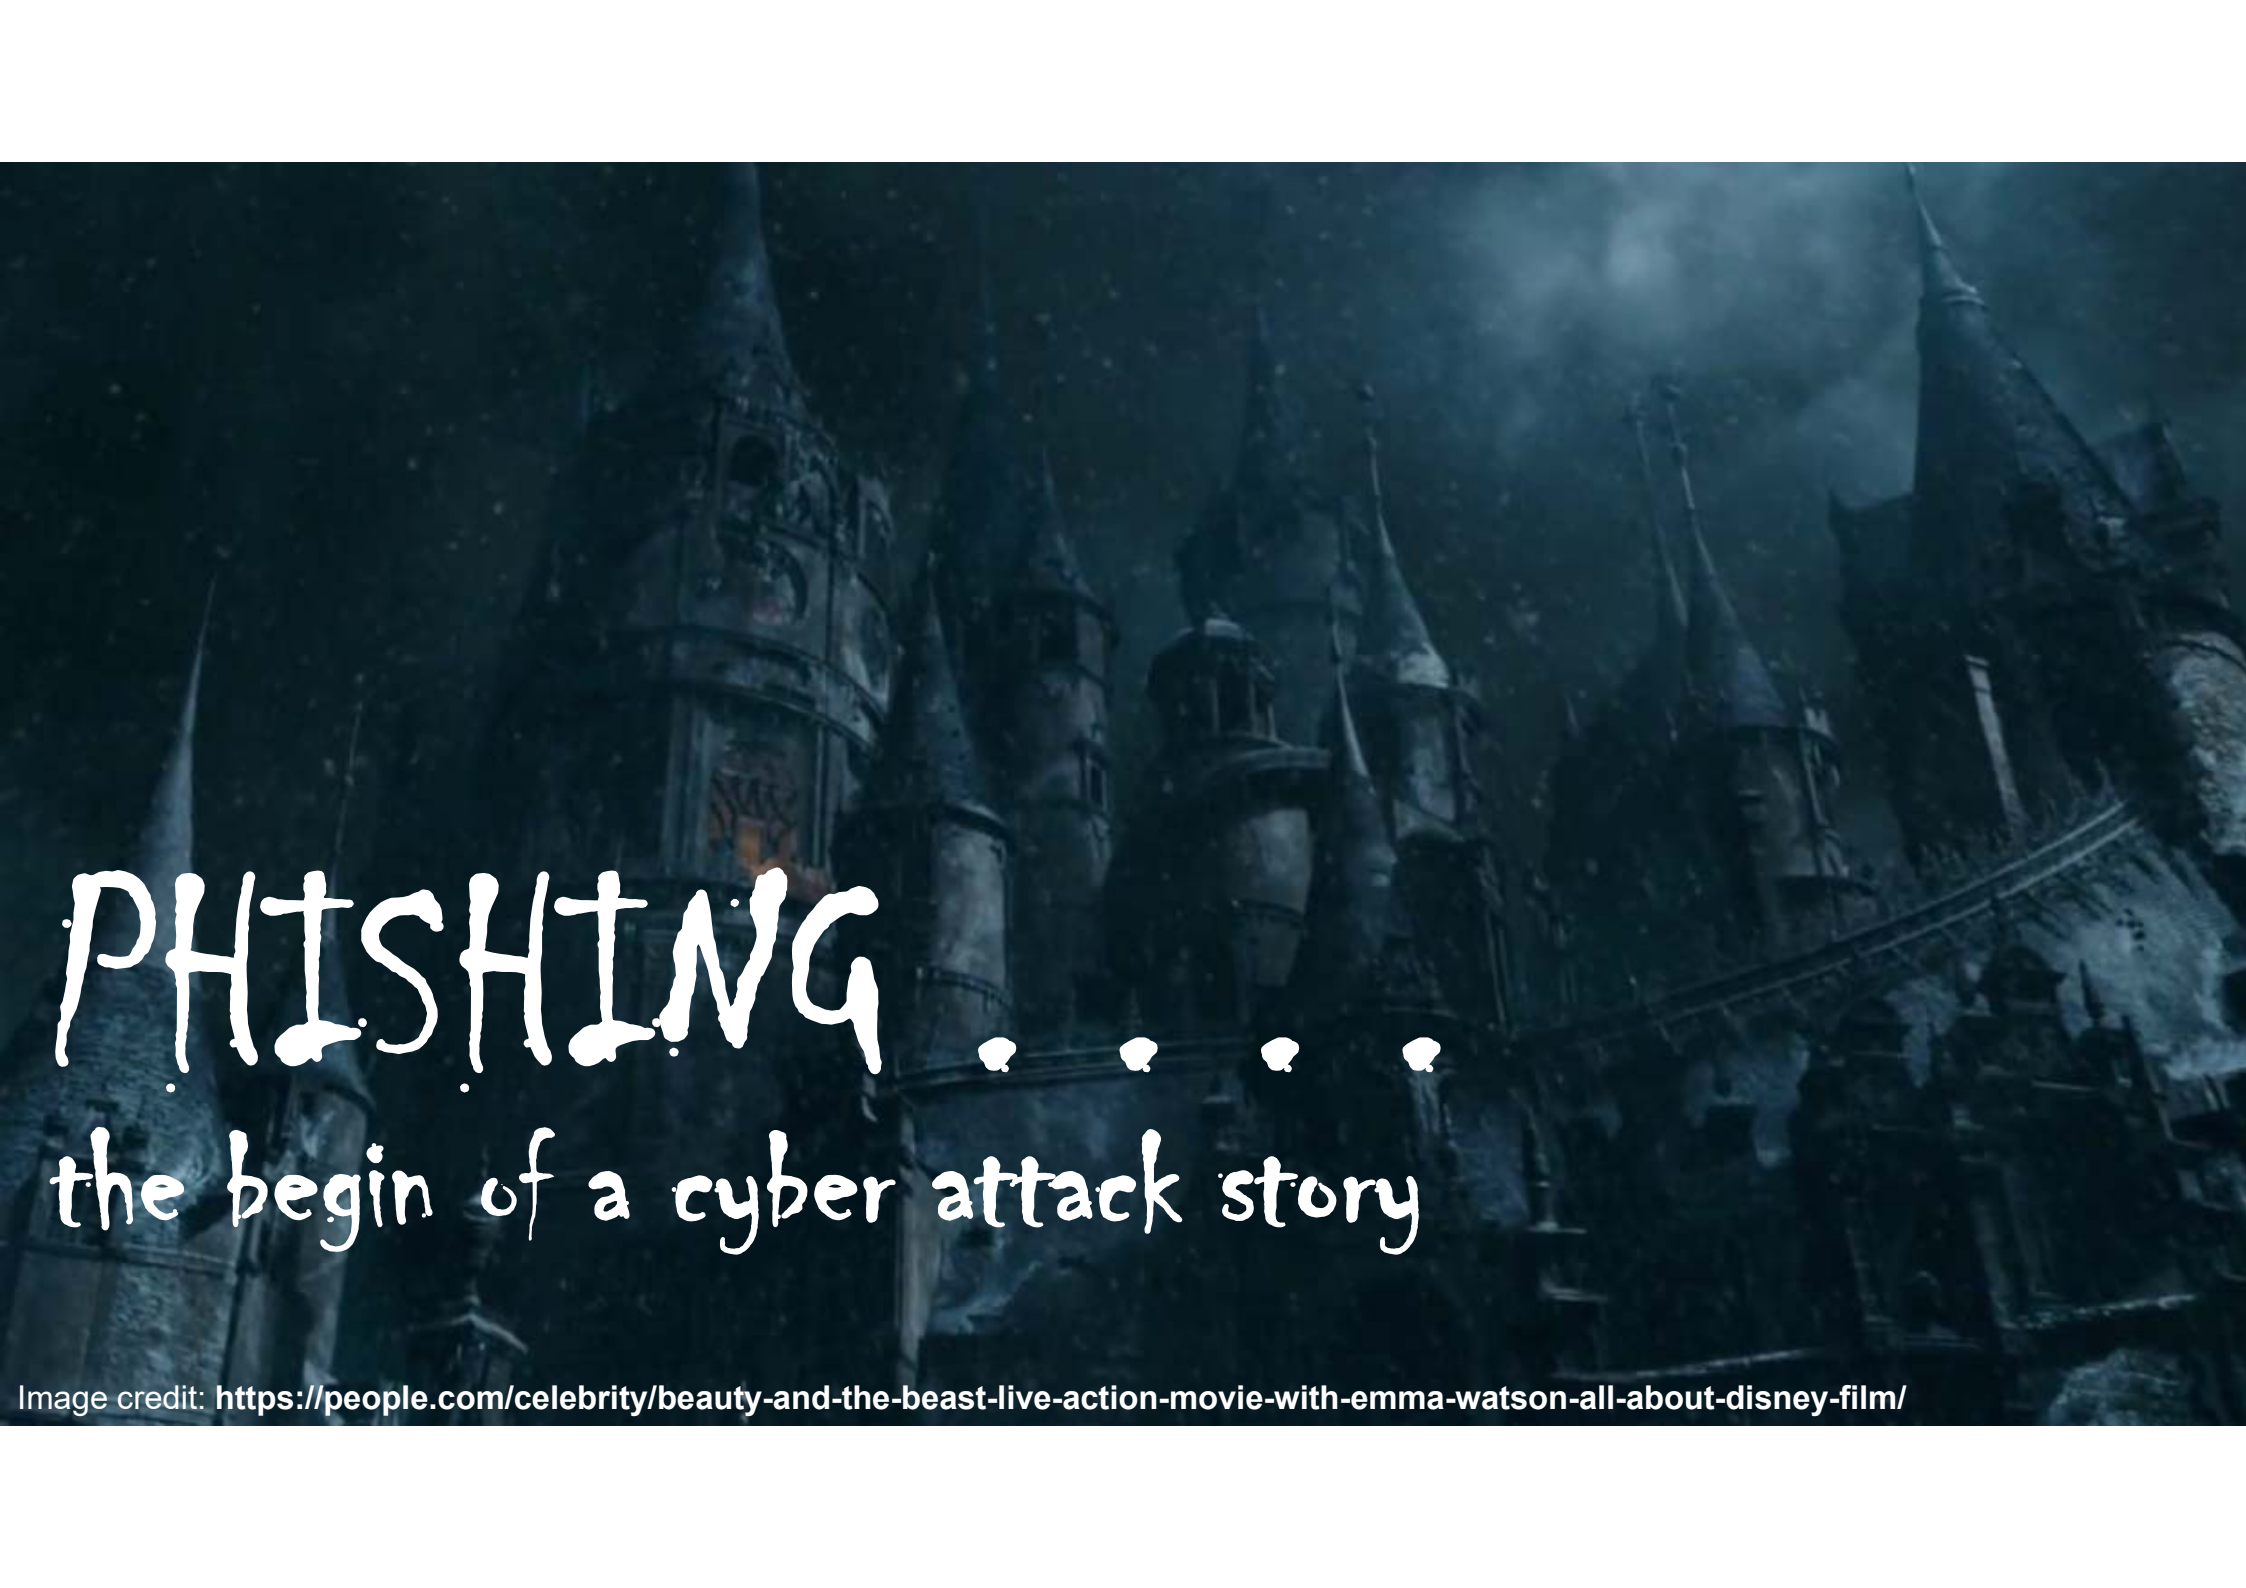 PHISHING . . . .
the begin of a cyber attack story
Image credit: https://people.com/celebrity/beauty-and-the-beast-live-action-movie-with-emma-watson-all-about-disney-film/